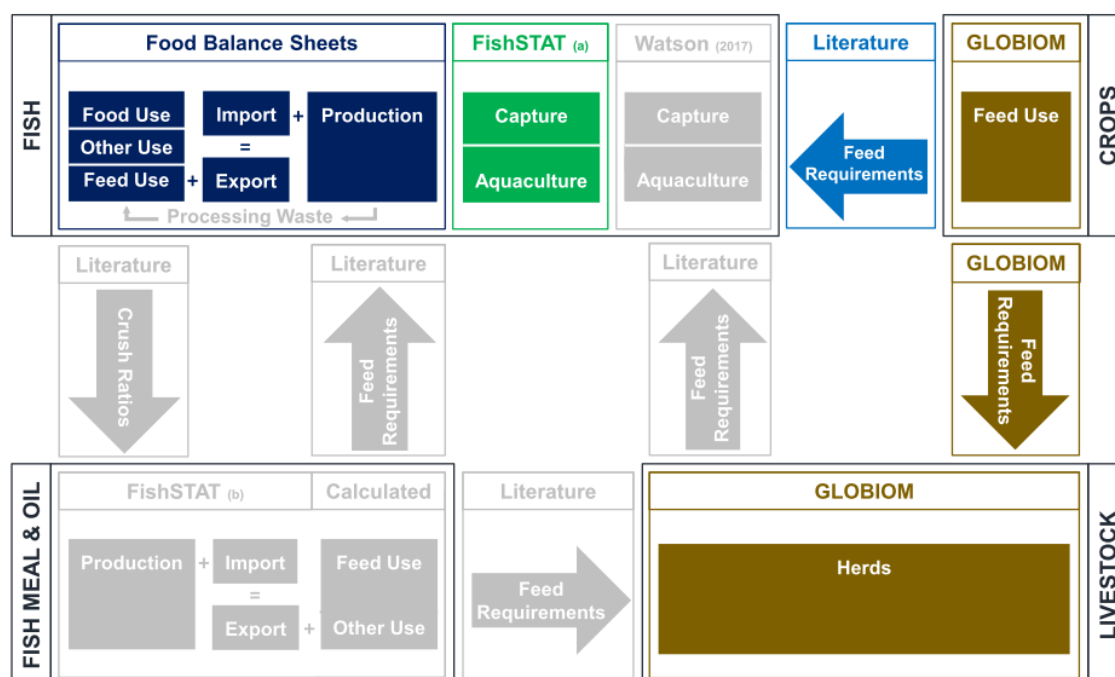 FISH
Food Balance Sheets
Food Use
Other Use
Feed Use
+
Import
=
Export
+
Production
Processing Waste
FishSTAT (a)
Capture
Aquaculture
Watson (2017)
Capture
Aquaculture
Literature
Feed
Requirements
GLOBIOM
Feed Use
CROPS
Literature
Crush Ratios
Literature
Feed
Requirements
Literature
Feed
Requirements
GLOBIOM
Feed
Requirements
FISH MEAL & OIL
FishSTAT (b)
Calculated
Production
+
Import
=
Export
+
Feed Use
Other Use
Literature
Feed
Requirements
GLOBIOM
Herds
LIVESTOCK